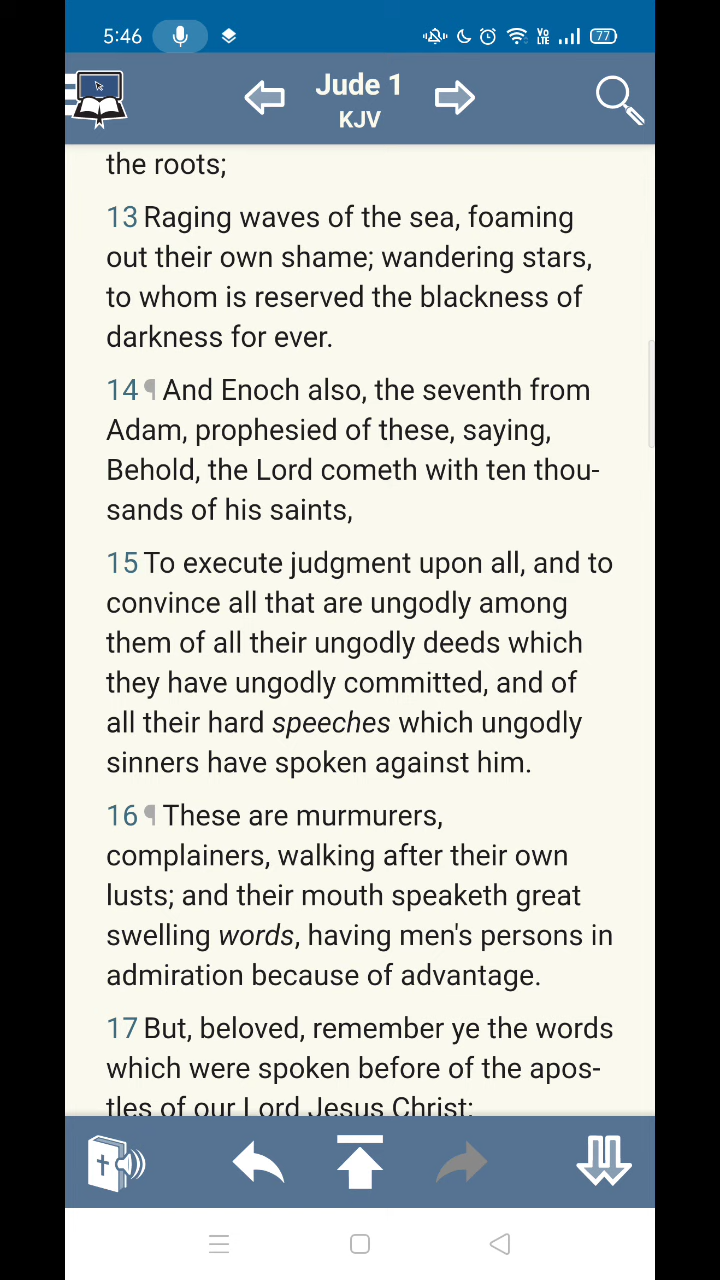 5:46
Vo
LTE
77
Jude 1
KJV
the roots;
13 Raging waves of the sea, foaming
out their own shame; wandering stars,
to whom is reserved the blackness of
darkness for ever.
14 ¶ And Enoch also, the seventh from
Adam, prophesied of these, saying,
Behold, the Lord cometh with ten thou-
sands of his saints,
15 To execute judgment upon all, and to
convince all that are ungodly among
them of all their ungodly deeds which
they have ungodly committed, and of
all their hard speeches which ungodly
sinners have spoken against him.
16 ¶ These are murmurers,
complainers, walking after their own
lusts; and their mouth speaketh great
swelling words, having men's persons in
admiration because of advantage.
17 But, beloved, remember ye the words
which were spoken before of the apos-
tles of our Lord Jesus Christ;